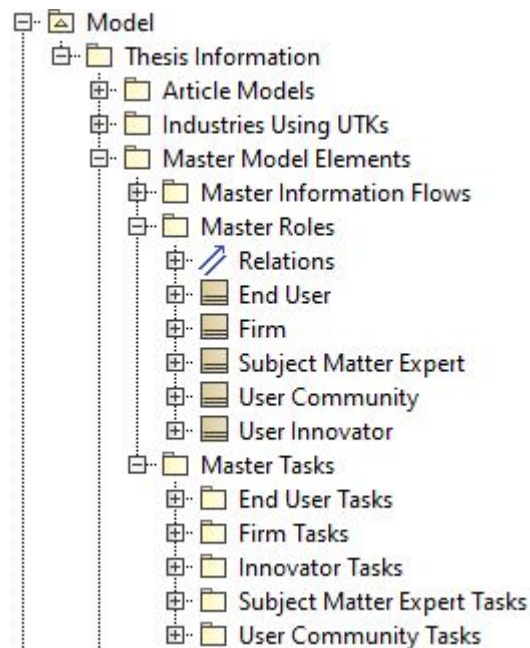 Model
Thesis Information
Article Models
Industries Using UTKs
Master Model Elements
Master Information Flows
Master Roles
Relations
End User
Firm
Subject Matter Expert
User Community
User Innovator
Master Tasks
End User Tasks
Firm Tasks
Innovator Tasks
Subject Matter Expert Tasks
User Community Tasks